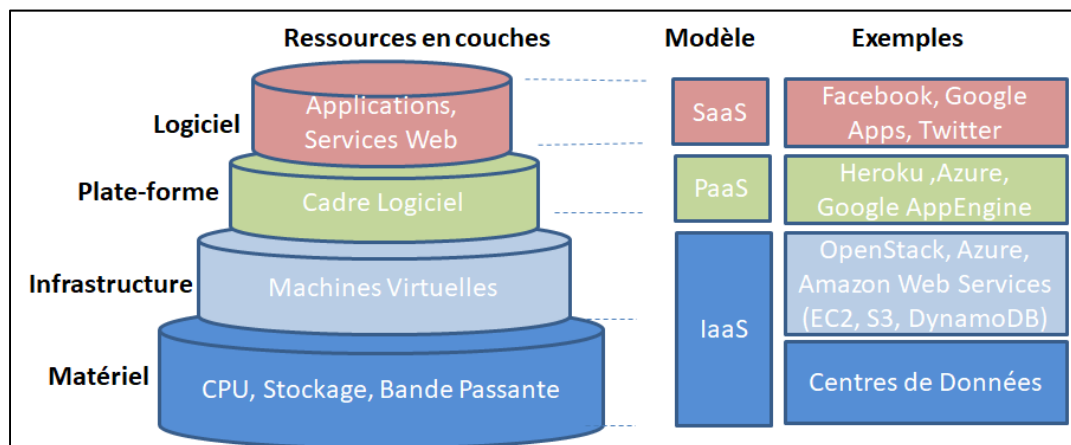 Ressources en couches
Modèle
Exemples
Logiciel
Applications,
Services Web
SaaS
Facebook, Google
Apps, Twitter
Plate-forme
Cadre Logiciel
PaaS
Heroku ,Azure,
Google AppEngine
Infrastructure
Machines Virtuelles
IaaS
OpenStack, Azure,
Amazon Web Services
(EC2, S3, DynamoDB)
Matériel
CPU, Stockage, Bande Passante
Centres de Données